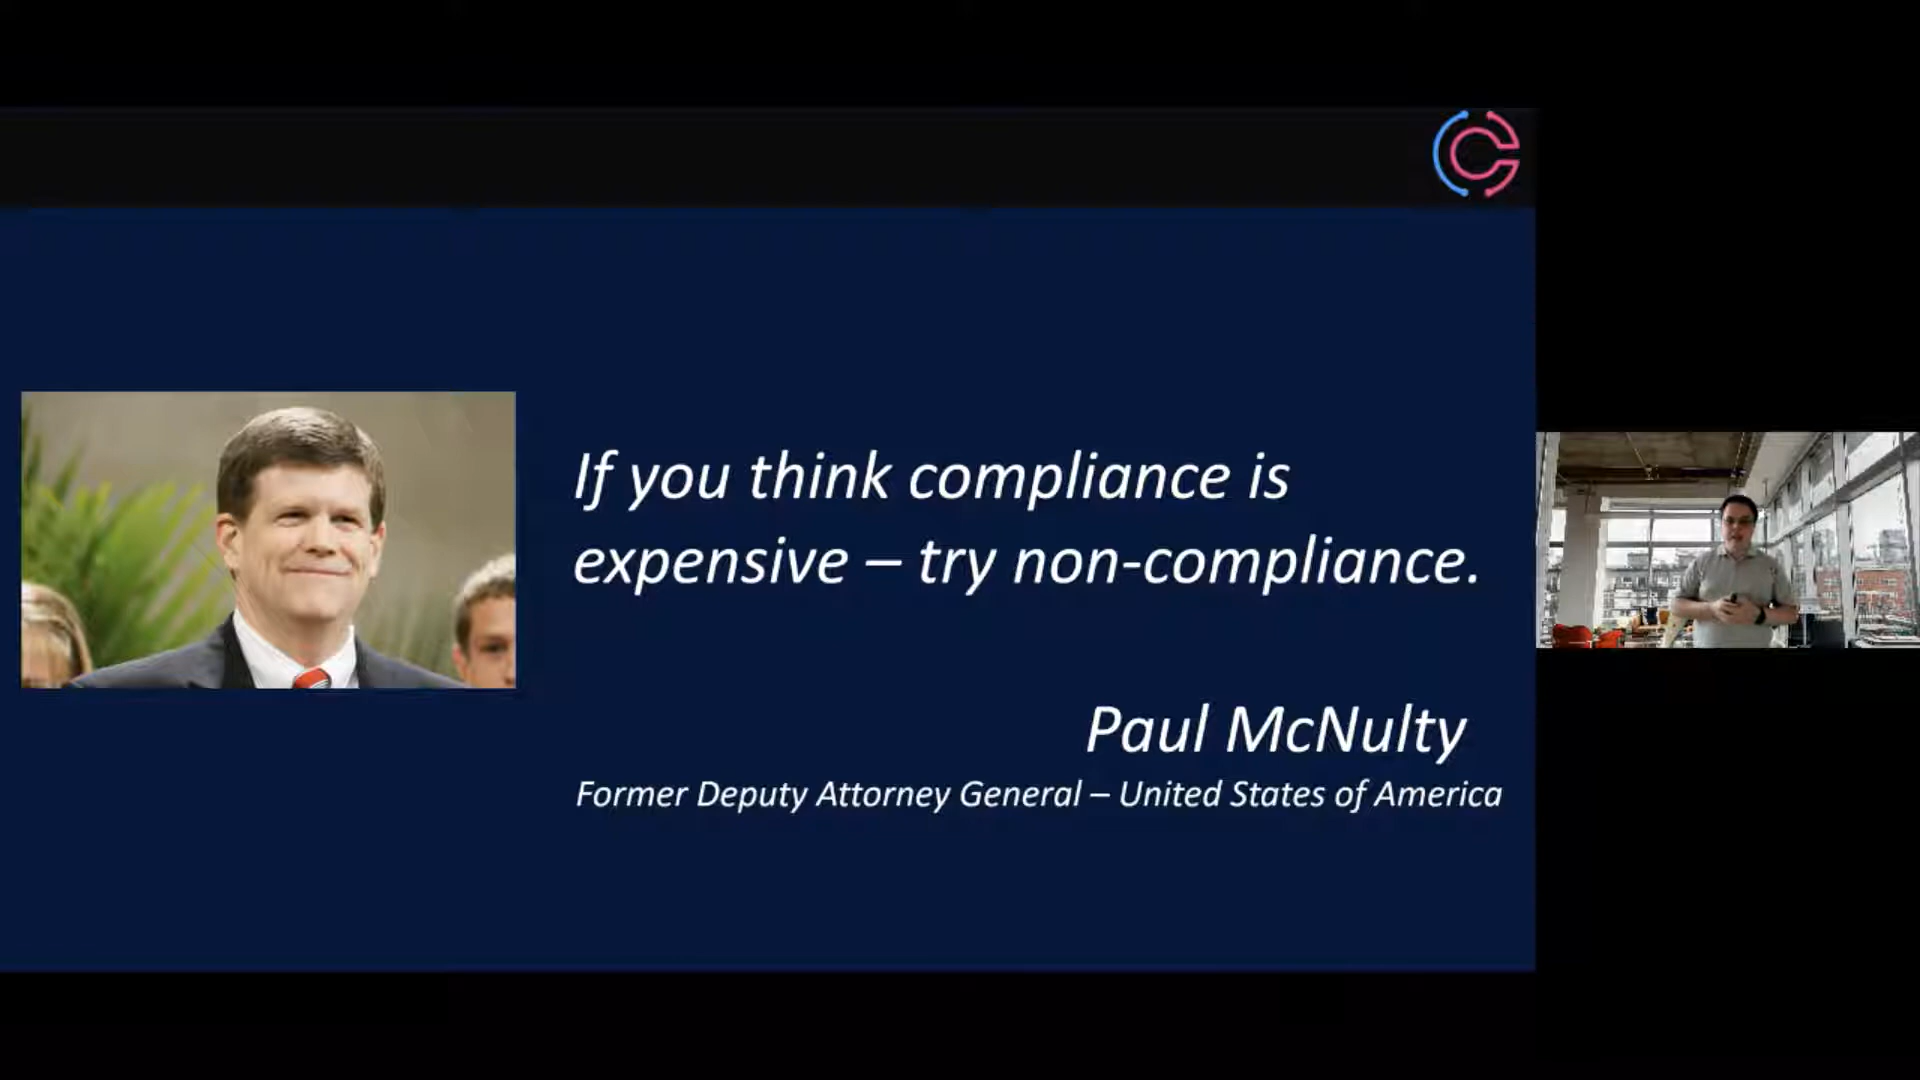 If you think compliance is
expensive – try non-compliance.
Paul McNulty
Former Deputy Attorney General – United States of America